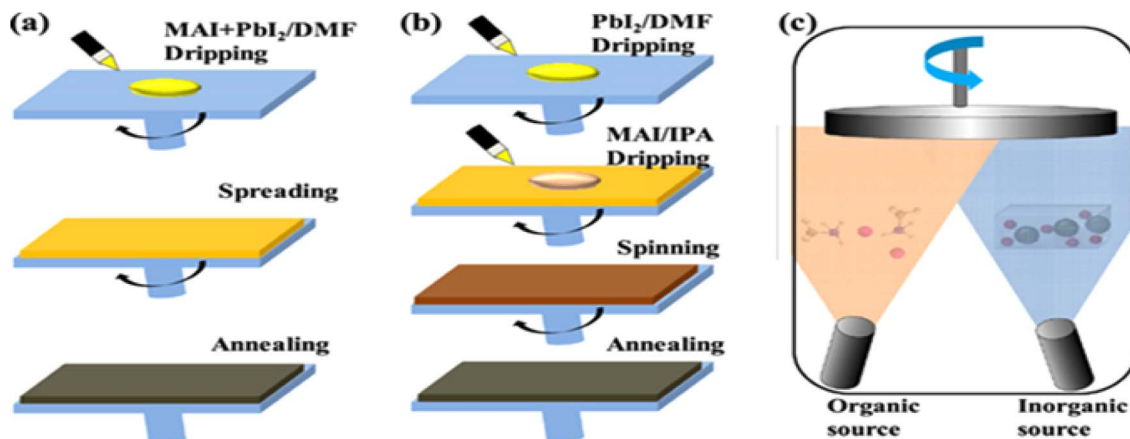 (a)
MAI+PbI₂/DMF
Dripping
Spreading
Annealing
(b)
PbI₂/DMF
Dripping
MAI/IPA
Dripping
Spinning
Annealing
(c)
Organic
source
Inorganic
source